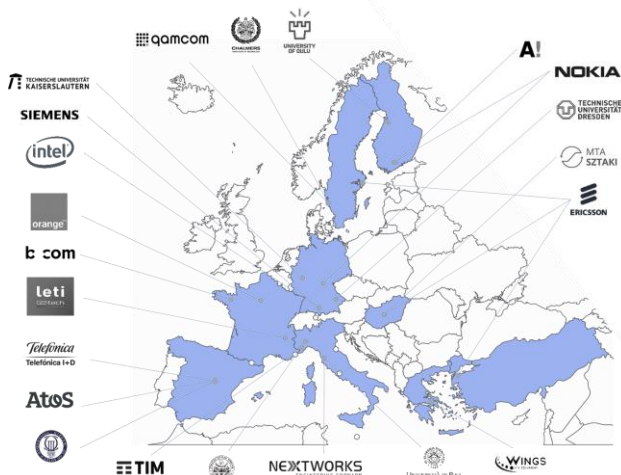 qamcom
CHALMERS
UNIVERSITY
OF OULU
A!
NOKIA
TECHNISCHE UNIVERSITÄT
KAISERSLAUTERN
TECHNISCHE
UNIVERSITÄT
DRESDEN
SIEMENS
MTA
SZTAKI
intel
ERICSSON
orange
b com
leti
Telefónica
Telefónica I+D
Atos
TIM
NEXTWORKS
WINGS